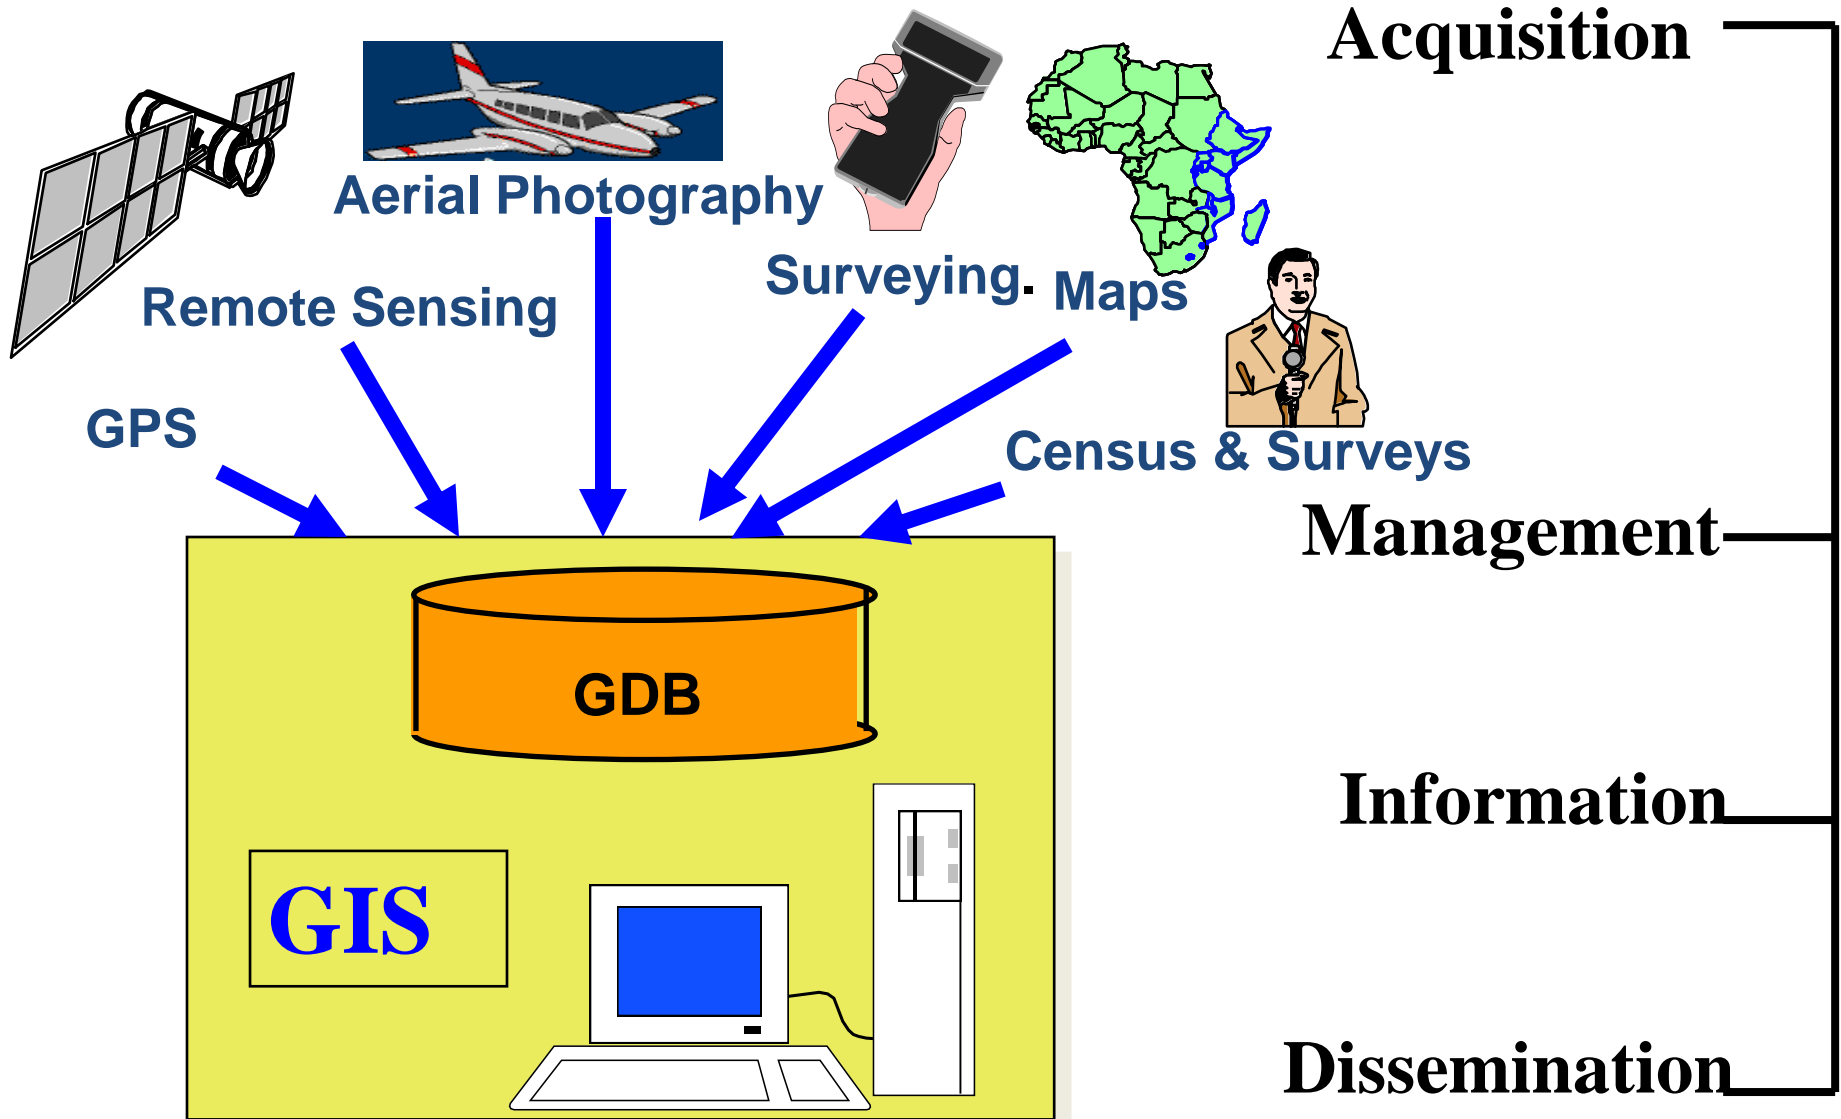 Acquisition
Aerial Photography
Surveying.
Maps
Remote Sensing
GPS
Census & Surveys
Management
GDB
Information
GIS
Dissemination